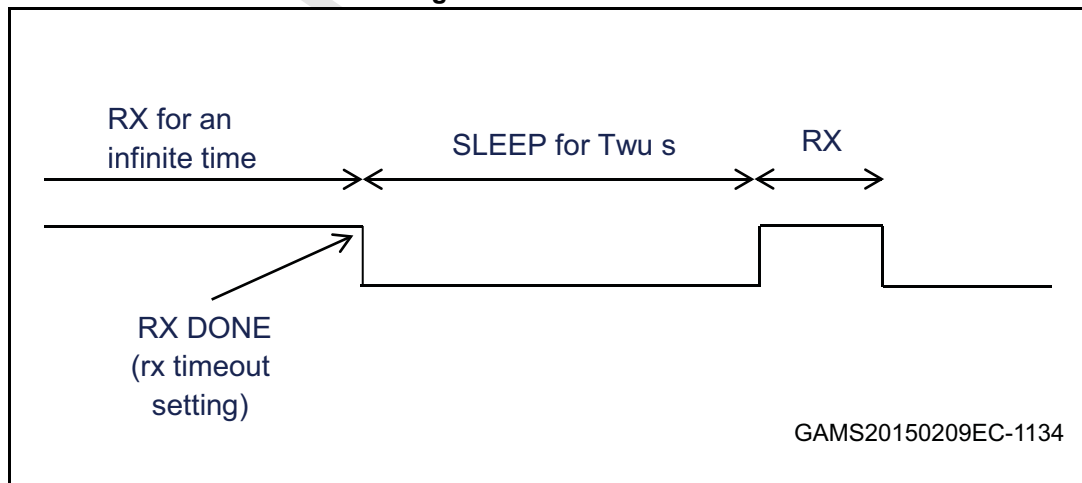 RX for an
infinite time
SLEEP for Twu s
RX
RX DONE
(rx timeout
setting)
GAMS20150209EC-1134